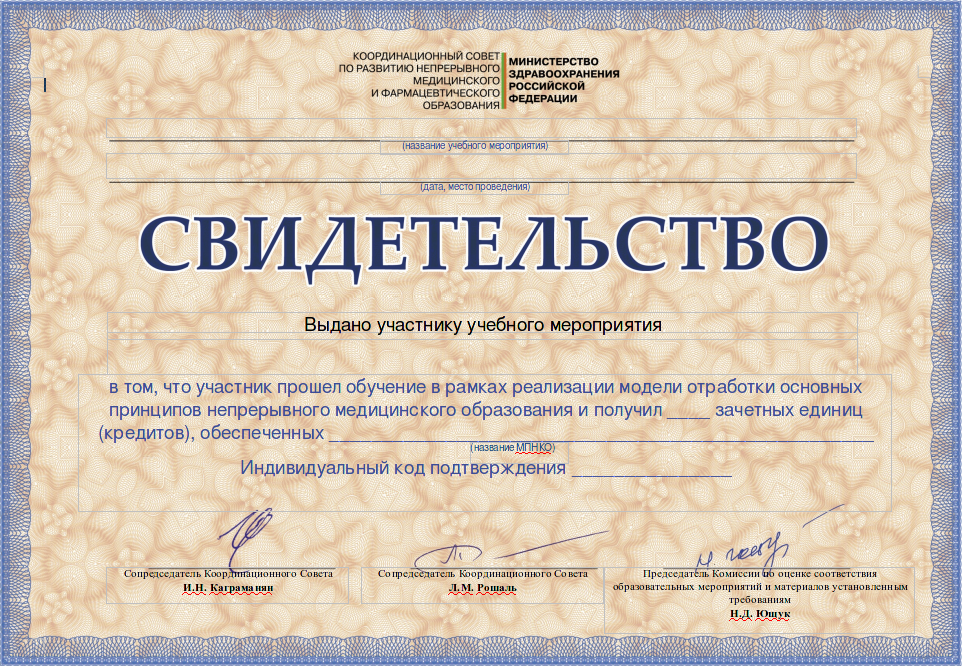 КООРДИНАЦИОННЫЙ СОВЕТ
ПО РАЗВИТИЮ НЕПРЕРЫВНОГО
МЕДИЦИНСКОГО
И ФАРМАЦЕВТИЧЕСКОГО
ОБРАЗОВАНИЯ
МИНИСТЕРСТВО
ЗДРАВООХРАНЕНИЯ
РОССИЙСКОЙ
ФЕДЕРАЦИИ
(название учебного мероприятия)
(дата, место проведения)
СВИДЕТЕЛЬСТВО
Выдано участнику учебного мероприятия
в том, что участник прошел обучение в рамках реализации модели отработки основных
принципов непрерывного медицинского образования и получил ____ зачетных единиц
(кредитов), обеспеченных
(название МПНКО)
Индивидуальный код подтверждения ________________
Сопредседатель Координационного Совета
И.Н. Каграманян
Сопредседатель Координационного Совета
Л.М. Рошаль
Председатель Комиссии по оценке соответствия
образовательных мероприятий и материалов установленным
требованиям
Н.Д. Ющук